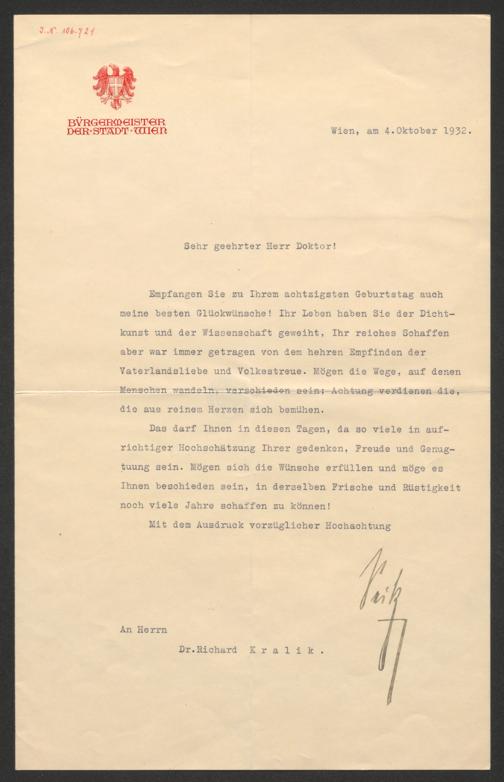 J.N. 106.721
BÜRGERMEISTER
DER·STADT·WIEN
Wien, am 4.Oktober 1932.
Sehr geehrter Herr Doktor!
Empfangen Sie zu Ihrem achtzigsten Geburtstag auch
meine besten Glückwünsche! Ihr Leben haben Sie der Dicht-
kunst und der Wissenschaft geweiht, Ihr reiches Schaffen
aber war immer getragen von dem hehren Empfinden der
Vaterlandsliebe und Volkestreue. Mögen die Wege, auf denen
Menschen wandeln, verschieden sein: Achtung verdienen die,
die aus reinem Herzen sich bemühen.
Das darf Ihnen in diesen Tagen, da so viele in auf-
richtiger Hochschätzung Ihrer gedenken, Freude und Genug-
tuung sein. Mögen sich die Wünsche erfüllen und möge es
Ihnen beschieden sein, in derselben Frische und Rüstigkeit
noch viele Jahre schaffen zu können!
Mit dem Ausdruck vorzüglicher Hochachtung
Seitz
An Herrn
Dr.Richard K r a l i k .